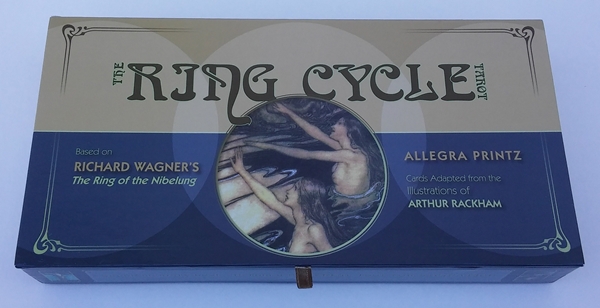 THE RING CYCLE TAROT
Based on
RICHARD WAGNER'S
The Ring of the Nibelung
ALLEGRA PRINTZ
Cards Adapted from the
Illustrations of
ARTHUR RACKHAM